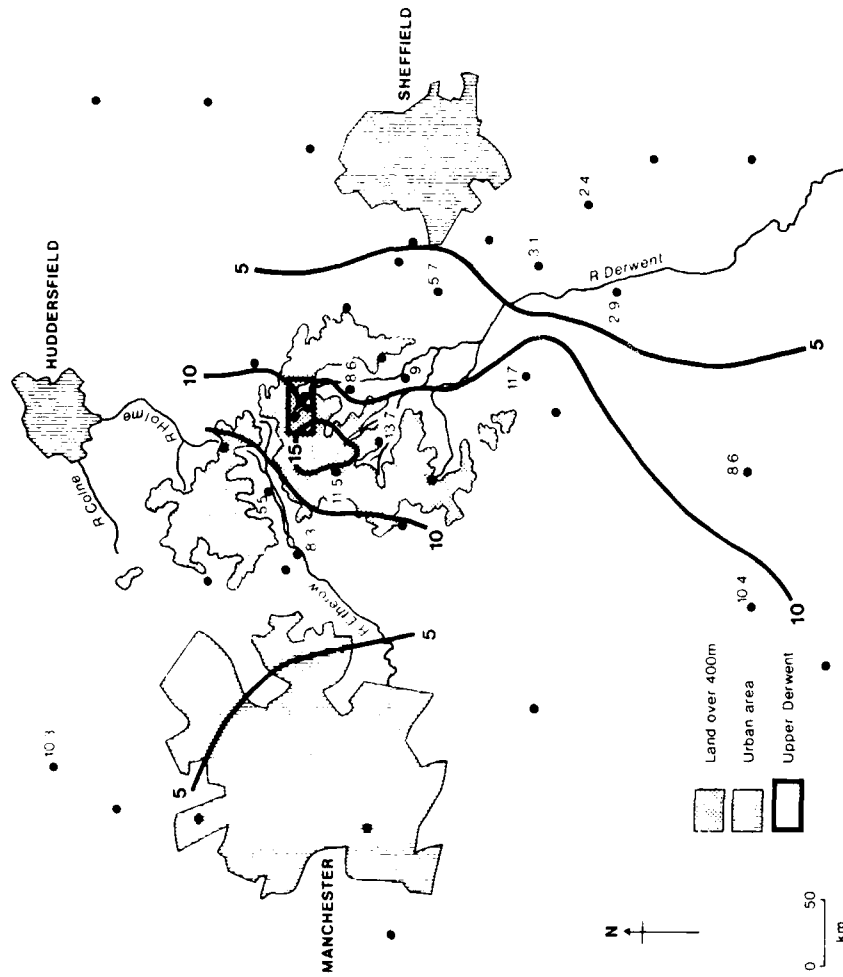 HUDDERSFIELD
R Colne
R Holme
SHEFFIELD
MANCHESTER
5
10
15
10
5
5
10 3
5 5
8 3
11 5
13 7
8 6
9
5 7
3 1
2 4
2 9
11 7
8 6
10 4
10
5
R Derwent
Land over 400m
Urban area
Upper Derwent
N
0 50
km